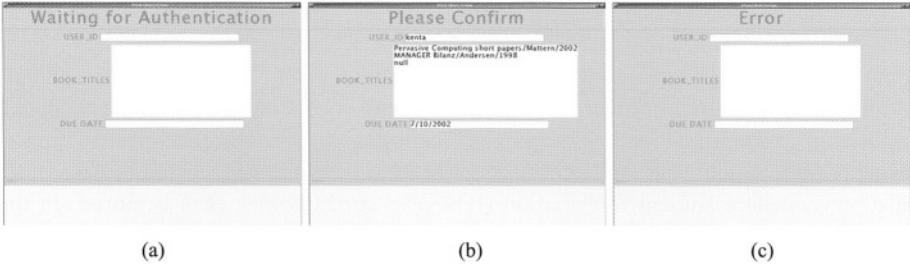 Waiting for Authentication
USER_ID
BOOK_TITLES
DUE DATE
(a)
Please Confirm
USER_ID kenta
BOOK_TITLES
Pervasive Computing short papers/Mattern/2002
MANAGER Bilanz/Andersen/1998
null
DUE DATE 7/10/2002
(b)
Error
USER_ID
BOOK_TITLES
DUE DATE
(c)